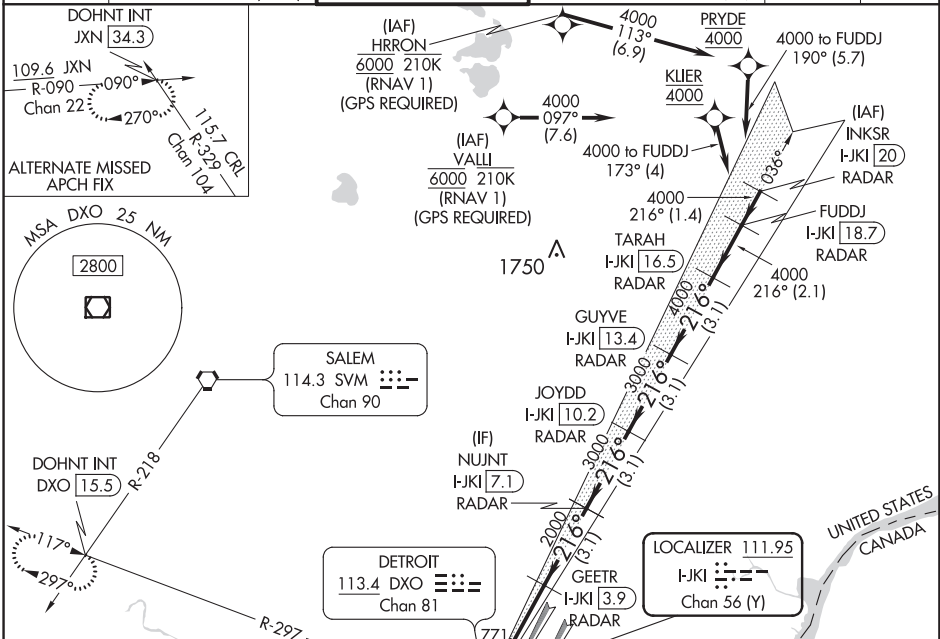 DOHNT INT
JXN 34.3
109.6 JXN
R-090
Chan 22
090°
270°
115.7 CRL
R-329
Chan 104
ALTERNATE MISSED
APCH FIX
(IAF)
HRRON
6000 210K
(RNAV 1)
(GPS REQUIRED)
4000
113°
(6.9)
PRYDE
4000
4000 to FUDDJ
190° (5.7)
KLIER
4000
4000
097°
(7.6)
(IAF)
VALLI
6000 210K
(RNAV 1)
(GPS REQUIRED)
4000 to FUDDJ
173° (4)
(IAF)
INKSR
I-JKI 20
RADAR
036°
4000
216° (1.4)
FUDDJ
I-JKI 18.7
RADAR
TARAH
I-JKI 16.5
RADAR
4000
216° (2.1)
MSA DXO 25 NM
2800
1750
4000
216°
(3.1)
GUYVE
I-JKI 13.4
RADAR
3000
216°
(3.1)
SALEM
114.3 SVM
Chan 90
JOYDD
I-JKI 10.2
RADAR
3000
216°
(3.1)
(IF)
NUJNT
I-JKI 7.1
RADAR
2000
216°
(3.1)
DOHNT INT
DXO 15.5
R-218
117°
297°
R-297
DETROIT
113.4 DXO
Chan 81
GEETR
I-JKI 3.9
RADAR
LOCALIZER 111.95
I-JKI
Chan 56 (Y)
UNITED STATES
CANADA
771